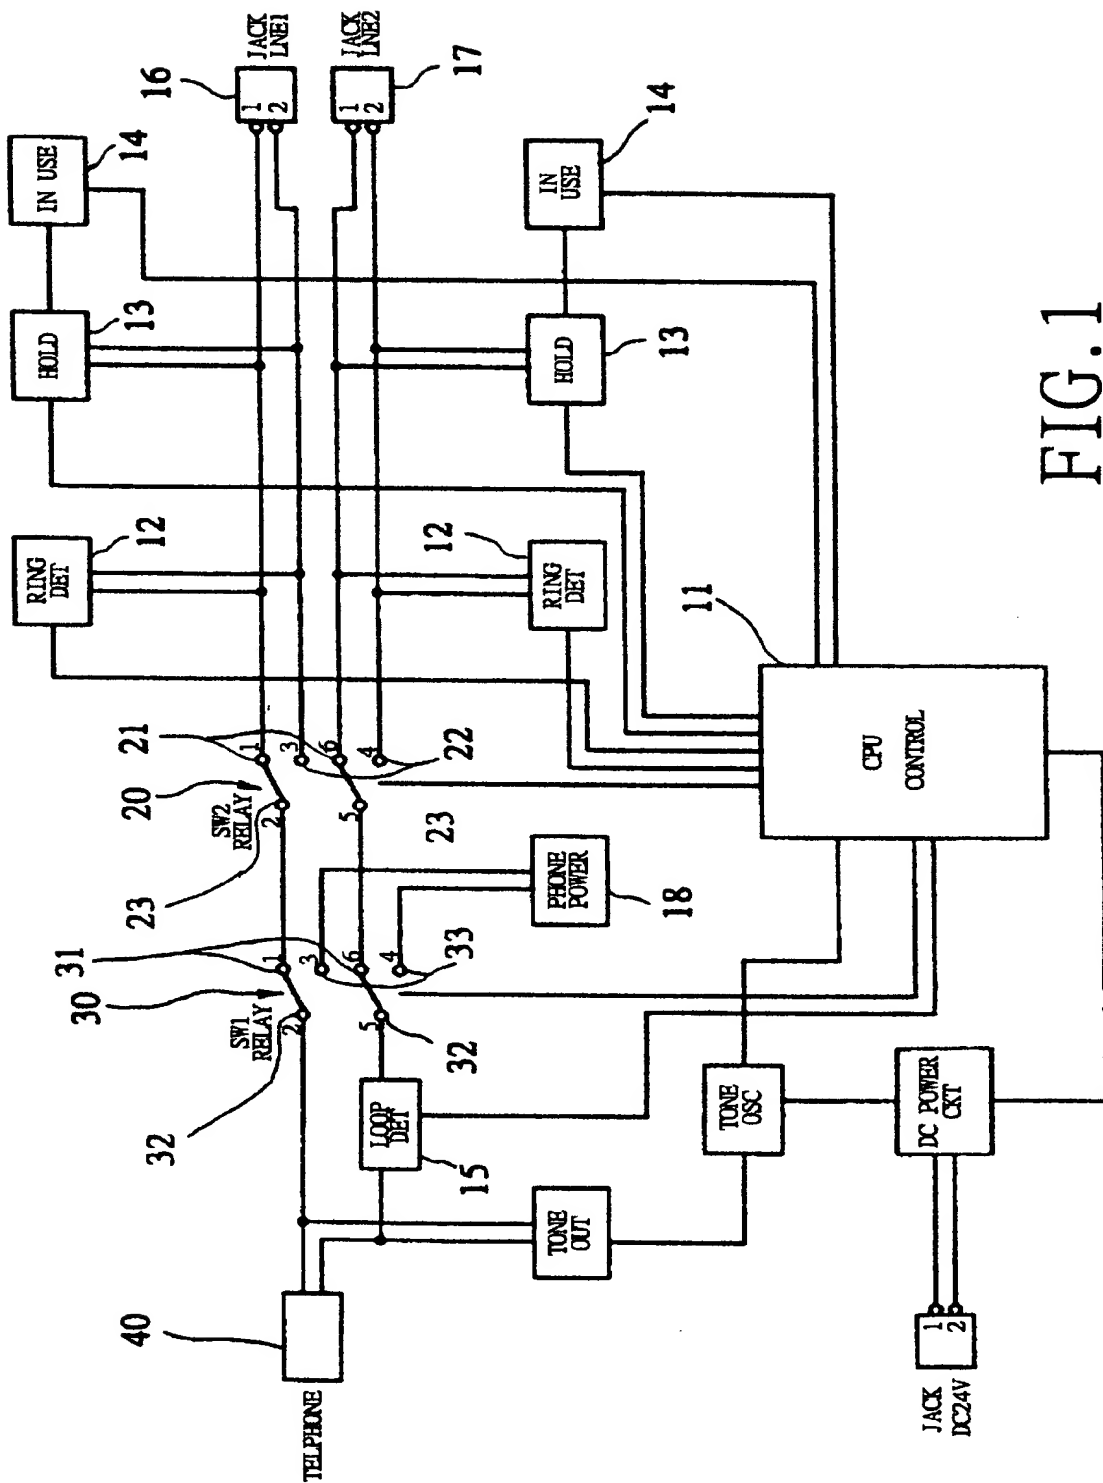 IN USE
14
HOLD
13
RING
DET
12
JACK
LNE1
16
1
2
JACK
LNE2
17
1
2
SW2
RELAY
20
21
22
23
23
1
2
3
4
5
6
SW1
RELAY
30
31
32
32
33
1
2
3
4
5
6
TELPHONE
40
LOOP
DET
15
TONE
OUT
PHONE
POWER
18
RING
DET
12
HOLD
13
IN
USE
14
TONE
OSC
CPU
CONTROL
11
DC POWER
CKT
JACK
DC24V
1
2
FIG.1